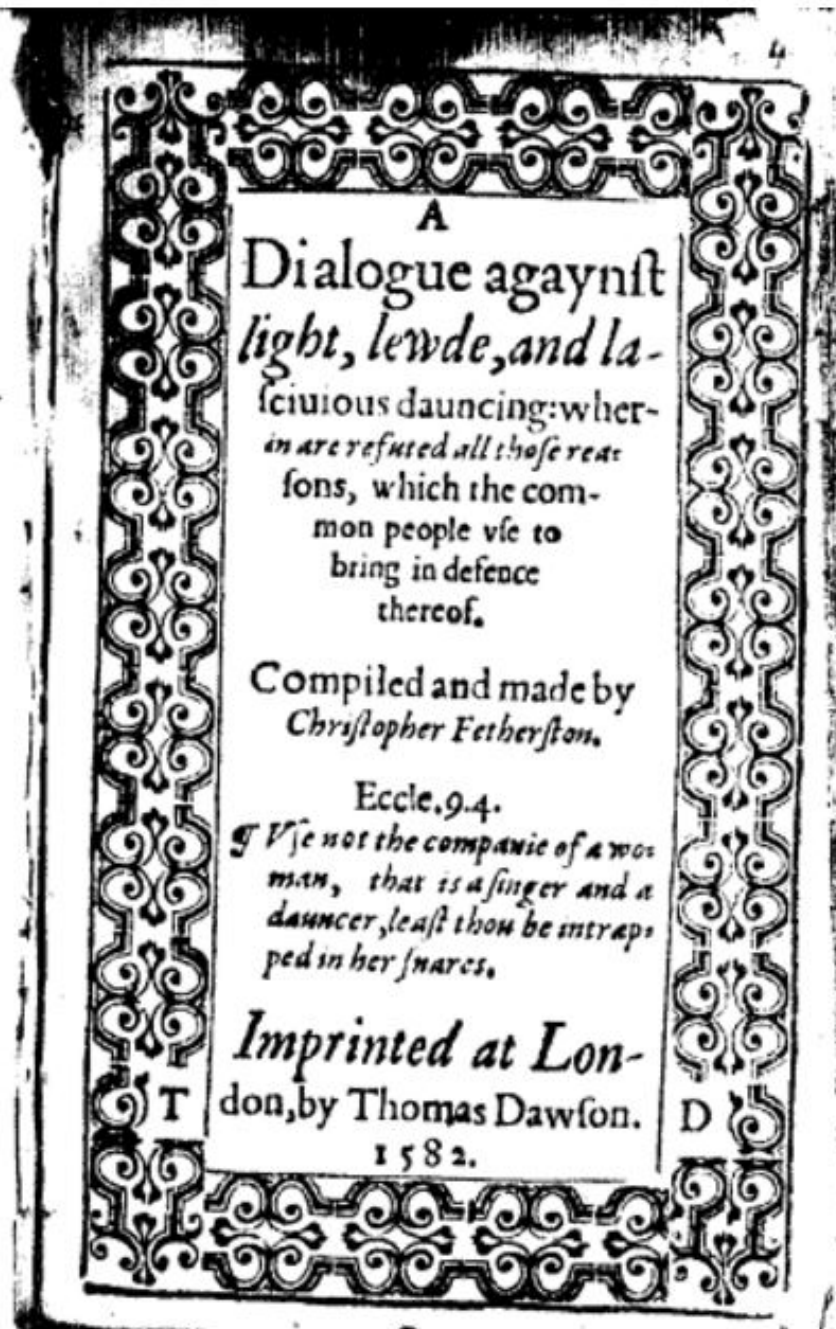 4
A
Dialogue agaynſt
light, lewde, and la-
ſciuious dauncing: wher-
in are refuted all thoſe rea-
ſons, which the com-
mon people vſe to
bring in defence
thereof.
Compiled and made by
Chriſtopher Fetherſton.
Eccle. 9.4.
¶ Vſe not the companie of a wo-
man, that is a ſinger and a
dauncer, leaſt thou be intrap-
ped in her ſnares.
Imprinted at Lon-
T don, by Thomas Dawſon. D
1582.